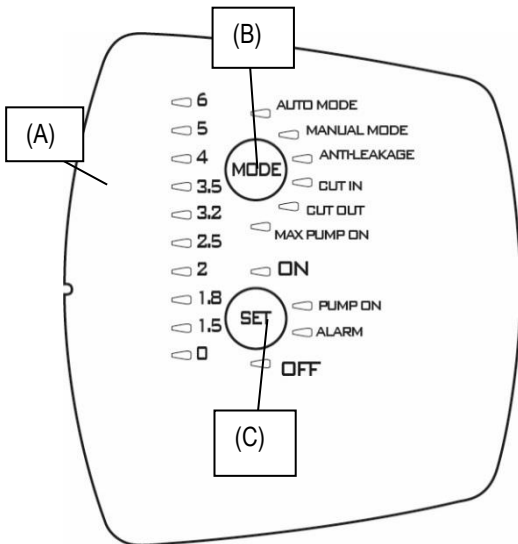 (B)
(A)
6
5
4
3.5
3.2
2.5
2
1.8
1.5
0
AUTO MODE
MANUAL MODE
ANTI-LEAKAGE
MODE
CUT IN
CUT OUT
MAX PUMP ON
ON
SET
PUMP ON
ALARM
OFF
(C)